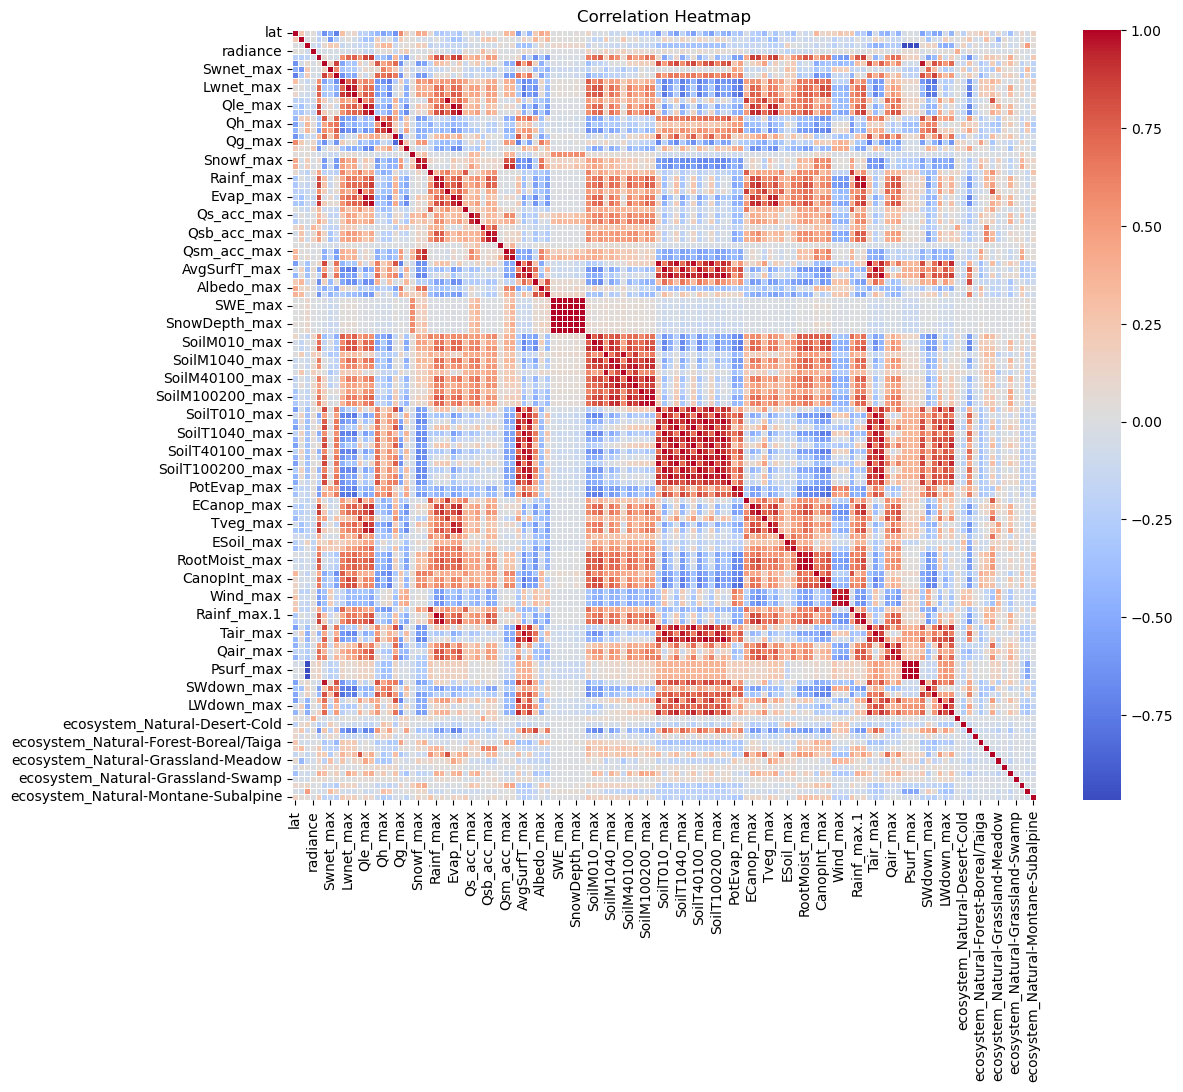 Correlation Heatmap
lat
radiance
Swnet_max
Lwnet_max
Qle_max
Qh_max
Qg_max
Snowf_max
Rainf_max
Evap_max
Qs_acc_max
Qsb_acc_max
Qsm_acc_max
AvgSurfT_max
Albedo_max
SWE_max
SnowDepth_max
SoilM010_max
SoilM1040_max
SoilM40100_max
SoilM100200_max
SoilT010_max
SoilT1040_max
SoilT40100_max
SoilT100200_max
PotEvap_max
ECanop_max
Tveg_max
ESoil_max
RootMoist_max
CanopInt_max
Wind_max
Rainf_max.1
Tair_max
Qair_max
Psurf_max
SWdown_max
LWdown_max
ecosystem_Natural-Desert-Cold
ecosystem_Natural-Forest-Boreal/Taiga
ecosystem_Natural-Grassland-Meadow
ecosystem_Natural-Grassland-Swamp
ecosystem_Natural-Montane-Subalpine
lat
radiance
Swnet_max
Lwnet_max
Qle_max
Qh_max
Qg_max
Snowf_max
Rainf_max
Evap_max
Qs_acc_max
Qsb_acc_max
Qsm_acc_max
AvgSurfT_max
Albedo_max
SWE_max
SnowDepth_max
SoilM010_max
SoilM1040_max
SoilM40100_max
SoilM100200_max
SoilT010_max
SoilT1040_max
SoilT40100_max
SoilT100200_max
PotEvap_max
ECanop_max
Tveg_max
ESoil_max
RootMoist_max
CanopInt_max
Wind_max
Rainf_max.1
Tair_max
Qair_max
Psurf_max
SWdown_max
LWdown_max
ecosystem_Natural-Desert-Cold
ecosystem_Natural-Forest-Boreal/Taiga
ecosystem_Natural-Grassland-Meadow
ecosystem_Natural-Grassland-Swamp
ecosystem_Natural-Montane-Subalpine
1.00
0.75
0.50
0.25
0.00
−0.25
−0.50
−0.75